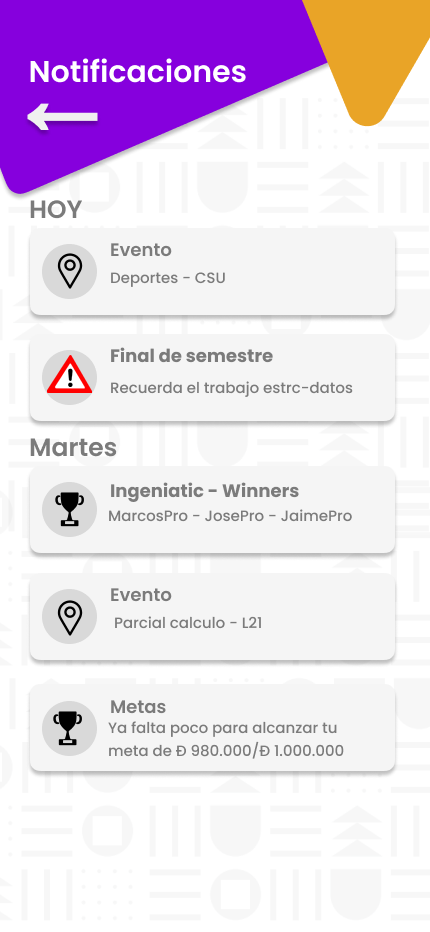 Notificaciones
HOY
Evento
Deportes - CSU
Final de semestre
Recuerda el trabajo estrc-datos
Martes
Ingeniatic - Winners
MarcosPro - JosePro - JaimePro
Evento
Parcial calculo - L21
Metas
Ya falta poco para alcanzar tu
meta de Đ 980.000/Đ 1.000.000